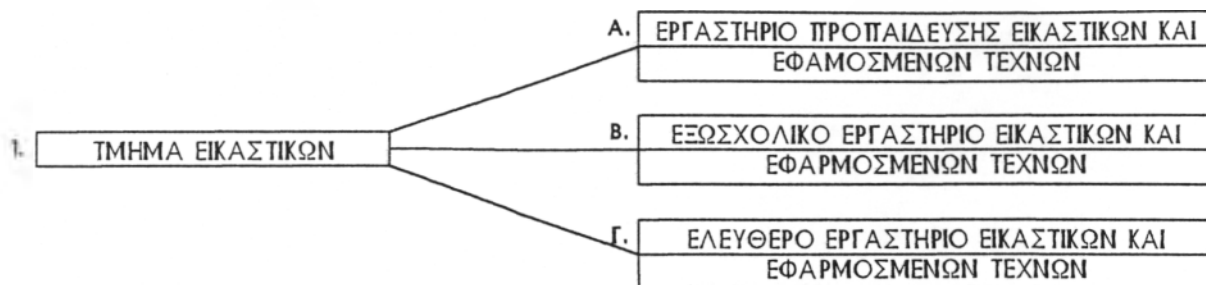 Α. ΕΡΓΑΣΤΗΡΙΟ ΠΡΟΠΑΙΔΕΥΣΗΣ ΕΙΚΑΣΤΙΚΩΝ ΚΑΙ
ΕΦΑΜΟΣΜΕΝΩΝ ΤΕΧΝΩΝ
1. ΤΜΗΜΑ ΕΙΚΑΣΤΙΚΩΝ
Β. ΕΞΩΣΧΟΛΙΚΟ ΕΡΓΑΣΤΗΡΙΟ ΕΙΚΑΣΤΙΚΩΝ ΚΑΙ
ΕΦΑΡΜΟΣΜΕΝΩΝ ΤΕΧΝΩΝ
Γ. ΕΛΕΥΘΕΡΟ ΕΡΓΑΣΤΗΡΙΟ ΕΙΚΑΣΤΙΚΩΝ ΚΑΙ
ΕΦΑΡΜΟΣΜΕΝΩΝ ΤΕΧΝΩΝ